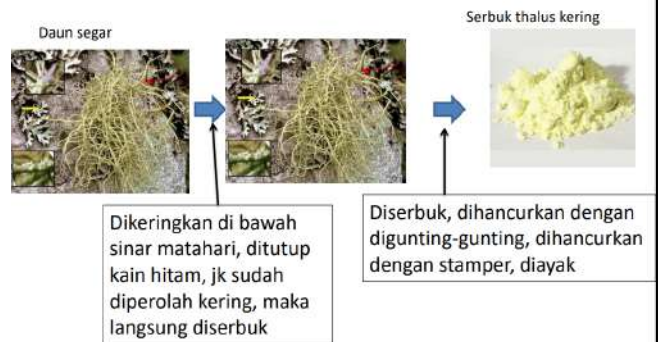 Daun segar
Serbuk thalus kering
Dikeringkan di bawah
sinar matahari, ditutup
kain hitam, jk sudah
diperolah kering, maka
langsung diserbuk
Diserbuk, dihancurkan dengan
digunting-gunting, dihancurkan
dengan stamper, diayak